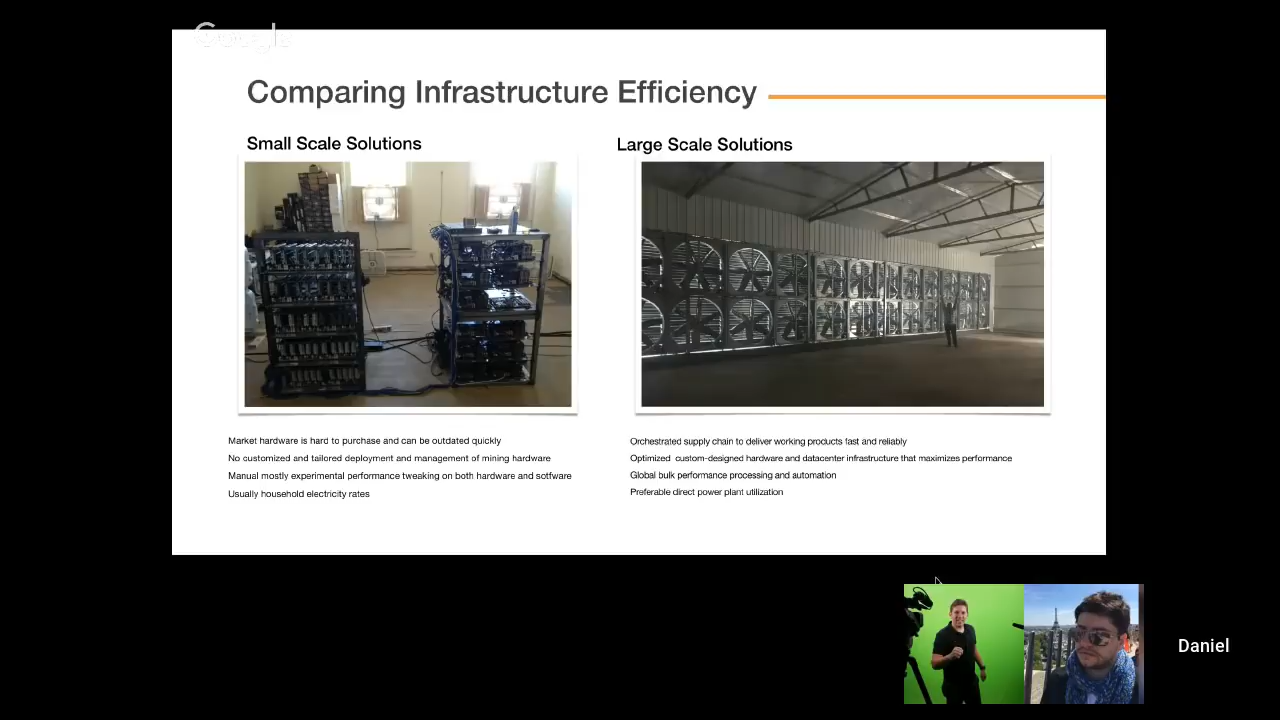 Google
Comparing Infrastructure Efficiency
Small Scale Solutions
Large Scale Solutions
Market hardware is hard to purchase and can be outdated quickly
No customized and tailored deployment and management of mining hardware
Manual mostly experimental performance tweaking on both hardware and sotfware
Usually household electricity rates
Orchestrated supply chain to deliver working products fast and reliably
Optimized custom-designed hardware and datacenter infrastructure that maximizes performance
Global bulk performance processing and automation
Preferable direct power plant utilization
Daniel